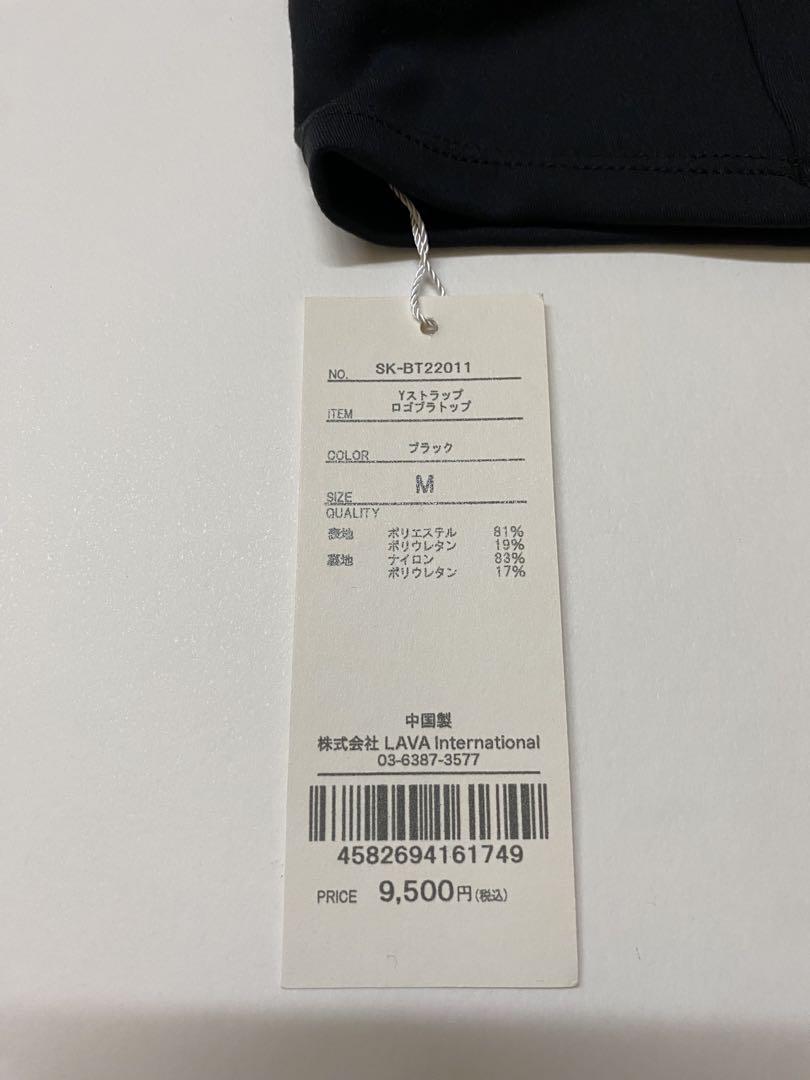 NO. SK-BT22011
Yストラップ
ITEM ロゴブラトップ
COLOR ブラック
SIZE M
QUALITY
表地 ポリエステル 81%
ポリウレタン 19%
裏地 ナイロン 83%
ポリウレタン 17%
中国製
株式会社 LAVA International
03-6387-3577
4582694161749
PRICE 9,500円(税込)